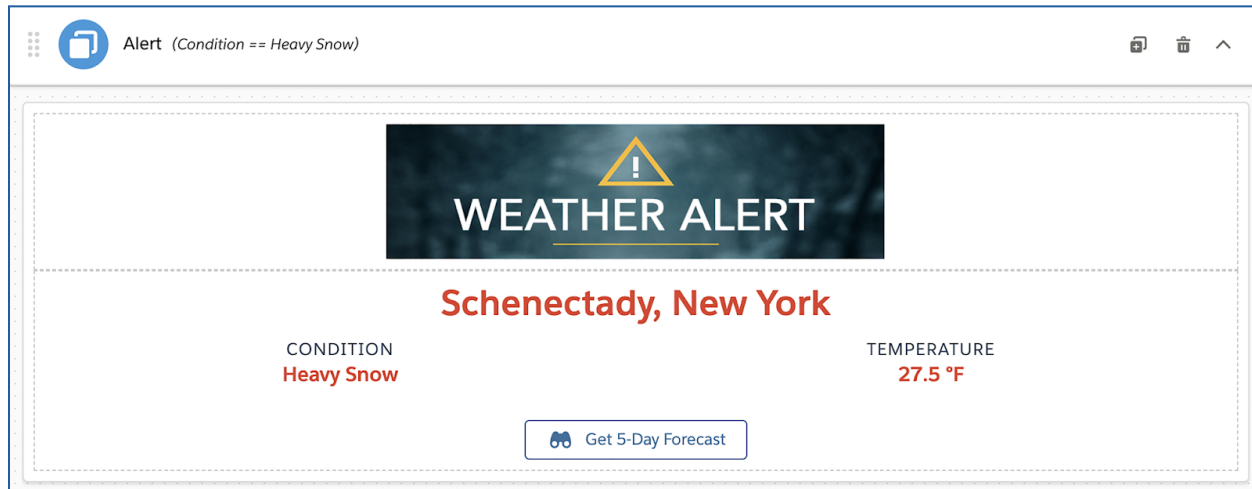 Alert (Condition == Heavy Snow)
!
WEATHER ALERT
Schenectady, New York
CONDITION
TEMPERATURE
Heavy Snow
27.5 °F
Get 5-Day Forecast